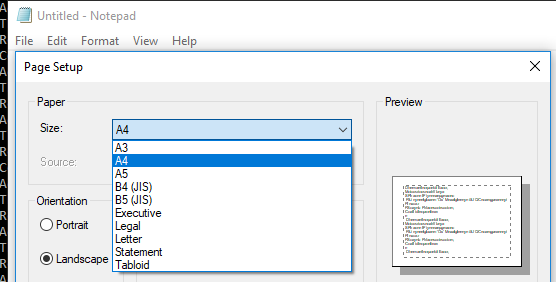 Untitled - Notepad
File Edit Format View Help
Page Setup
Paper
Size: A4
A3
A4
A5
B4 (JIS)
B5 (JIS)
Executive
Legal
Letter
Statement
Tabloid
Source:
Orientation
Portrait
Landscape
Preview
A
T
R
C
A
T
R
R
A
T
R
C
A
T
R
R
A
T
R